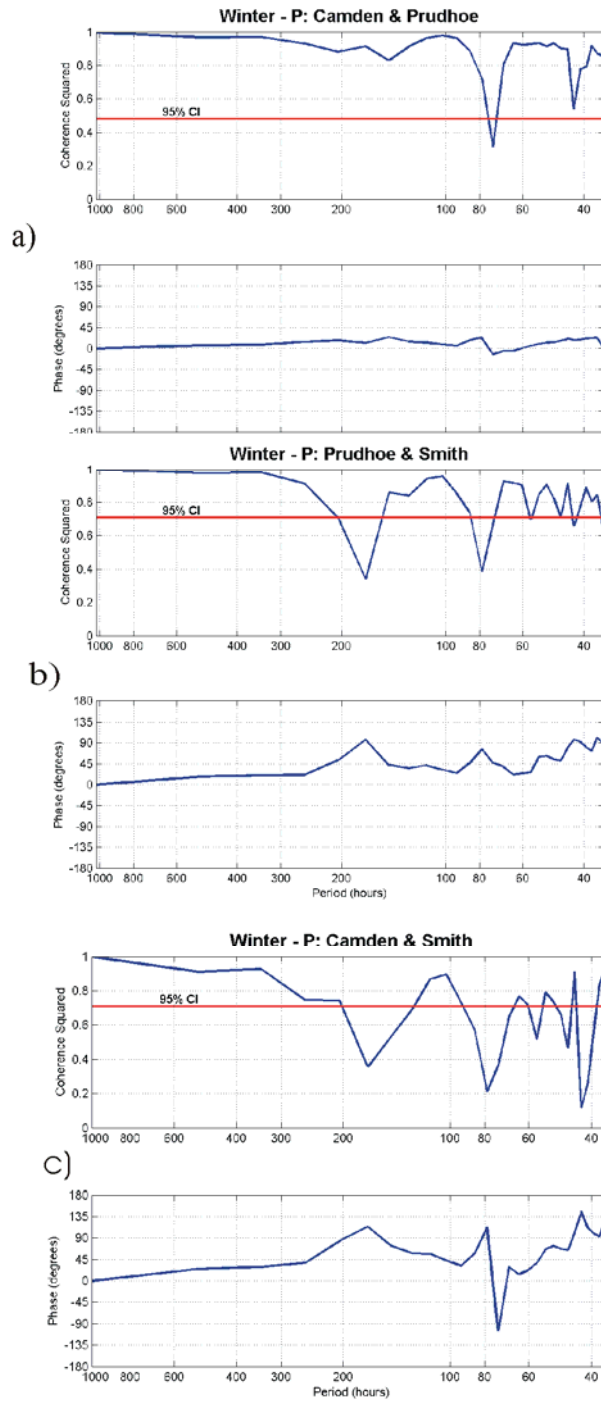 Winter - P: Camden & Prudhoe
1
0.8
0.6
95% CI
0.4
0.2
0
Coherence Squared
1000 800 600 400 300 200 100 80 60 40
a)
180
135
90
45
0
-45
-90
-135
-180
Phase (degrees)
Winter - P: Prudhoe & Smith
1
0.8
95% CI
0.6
0.4
0.2
0
Coherence Squared
1000 800 600 400 300 200 100 80 60 40
b)
180
135
90
45
0
-45
-90
-135
-180
Phase (degrees)
1000 800 600 400 300 200 100 80 60 40
Period (hours)
Winter - P: Camden & Smith
1
0.8
95% CI
0.6
0.4
0.2
0
Coherence Squared
1000 800 600 400 300 200 100 80 60 40
c)
180
135
90
45
0
-45
-90
-135
-180
Phase (degrees)
1000 800 600 400 300 200 100 80 60 40
Period (hours)